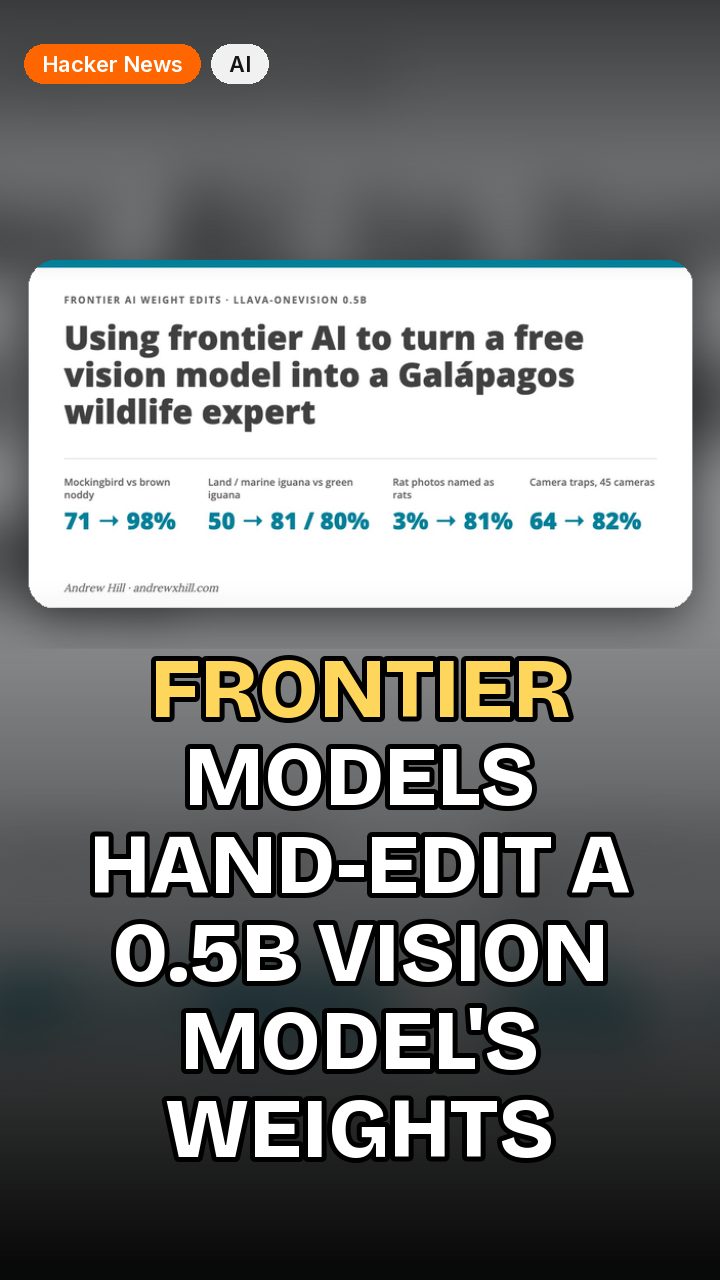 Hacker News
AI
FRONTIER AI WEIGHT EDITS · LLAVA-ONEVISION 0.5B
Using frontier AI to turn a free
vision model into a Galápagos
wildlife expert
Mockingbird vs brown
noddy
71 → 98%
Land / marine iguana vs green
iguana
50 → 81 / 80%
Rat photos named as
rats
3% → 81%
Camera traps, 45 cameras
64 → 82%
Andrew Hill · andrewxhill.com
FRONTIER
MODELS
HAND-EDIT A
0.5B VISION
MODEL'S
WEIGHTS